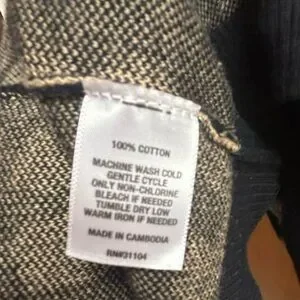 100% COTTON
MACHINE WASH COLD
GENTLE CYCLE
ONLY NON-CHLORINE
BLEACH IF NEEDED
TUMBLE DRY LOW
WARM IRON IF NEEDED
MADE IN CAMBODIA
RN#31104